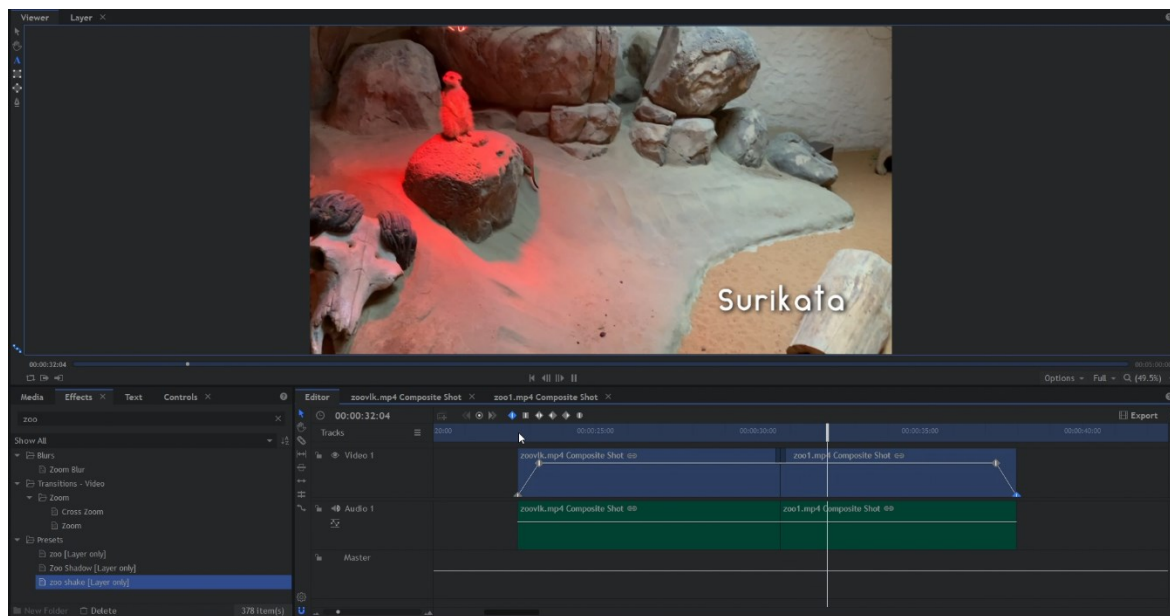 Viewer Layer ×
Surikata
00:00:32:04
Options Full (49.5%)
Media Effects × Text Controls ×
zoo ×
Show All
Blurs
Zoom Blur
Transitions - Video
Zoom
Cross Zoom
Zoom
Presets
zoo [Layer only]
Zoo Shadow [Layer only]
zoo shake [Layer only]
New Folder Delete 378 Item(s)
Editor zoovlk.mp4 Composite Shot × zoo1.mp4 Composite Shot ×
00:00:32:04 Export
Tracks 20:00 00:00:25:00 00:00:30:00 00:00:35:00 00:00:40:00
Video 1 zoovlk.mp4 Composite Shot zoo1.mp4 Composite Shot
Audio 1 zoovlk.mp4 Composite Shot zoo1.mp4 Composite Shot
Master